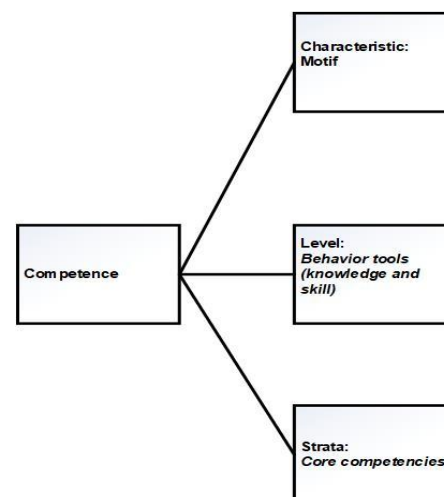 Characteristic:
Motif
Competence
Level:
Behavior tools
(knowledge and
skill)
Strata:
Core competencies